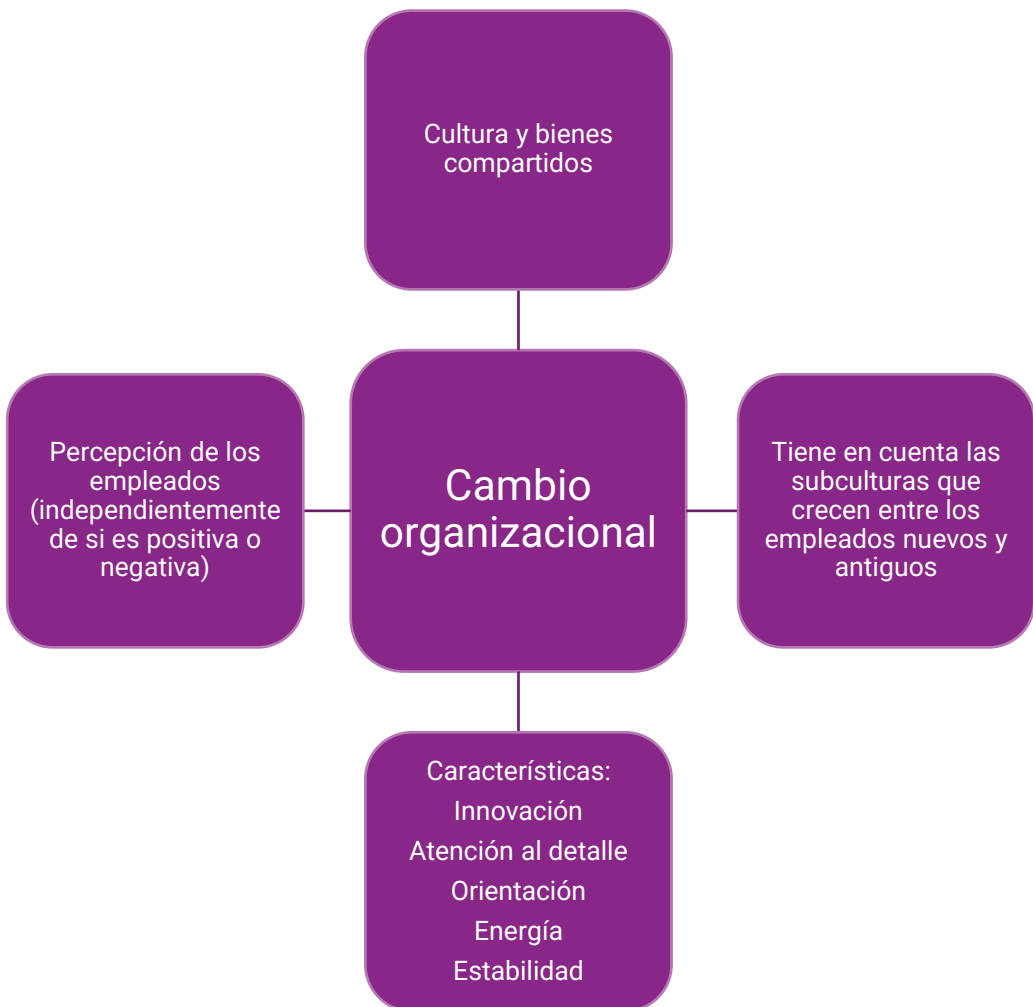 Cultura y bienes
compartidos
Percepción de los
empleados
(independientemente
de si es positiva o
negativa)
Cambio
organizacional
Tiene en cuenta las
subculturas que
crecen entre los
empleados nuevos y
antiguos
Características:
Innovación
Atención al detalle
Orientación
Energía
Estabilidad